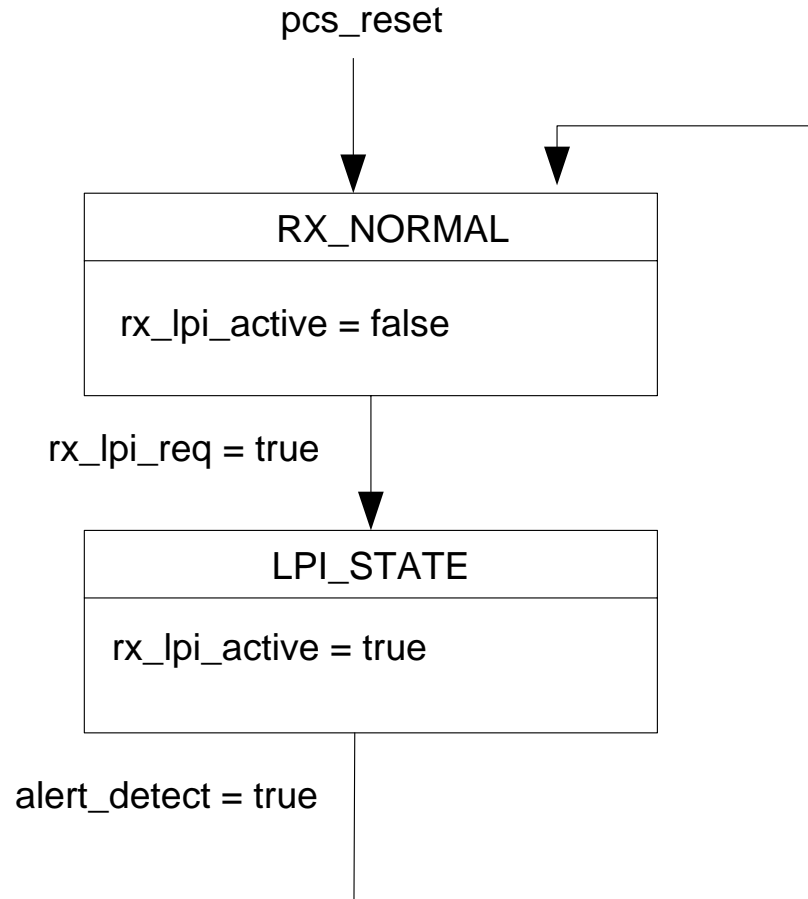 pcs_reset
RX_NORMAL
rx_lpi_active = false
rx_lpi_req = true
LPI_STATE
rx_lpi_active = true
alert_detect = true